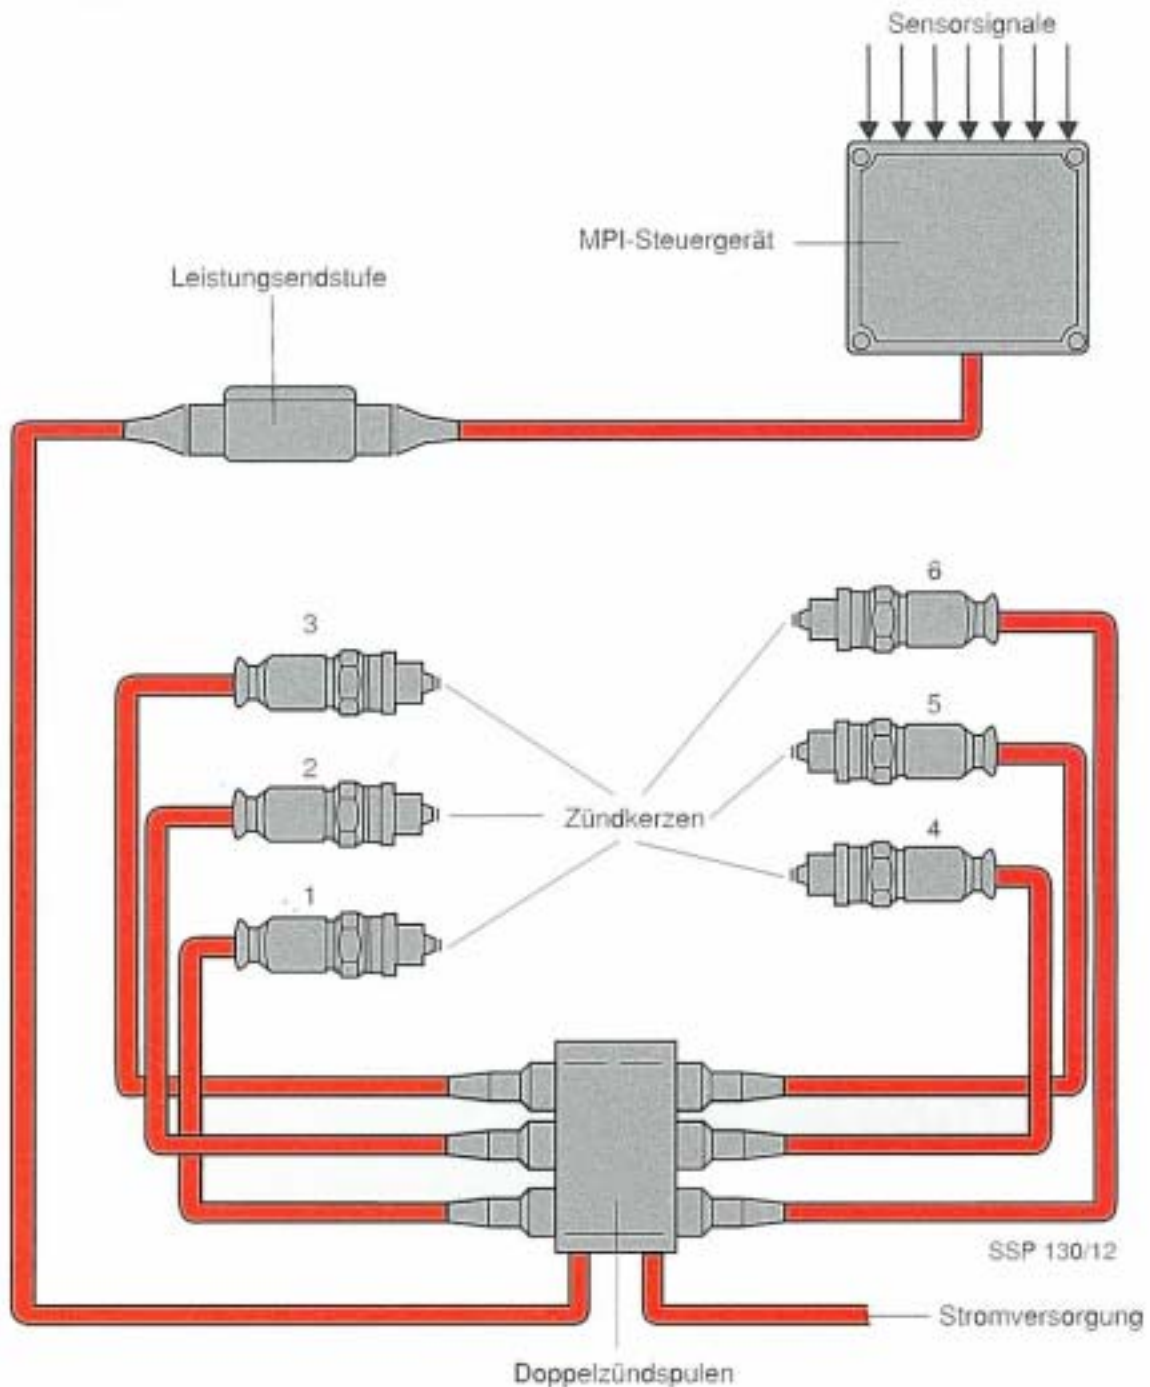 Sensorsignale
MPI-Steuergerät
Leistungsendstufe
6
3
5
2
Zündkerzen
4
1
SSP 130/12
Stromversorgung
Doppelzündspulen